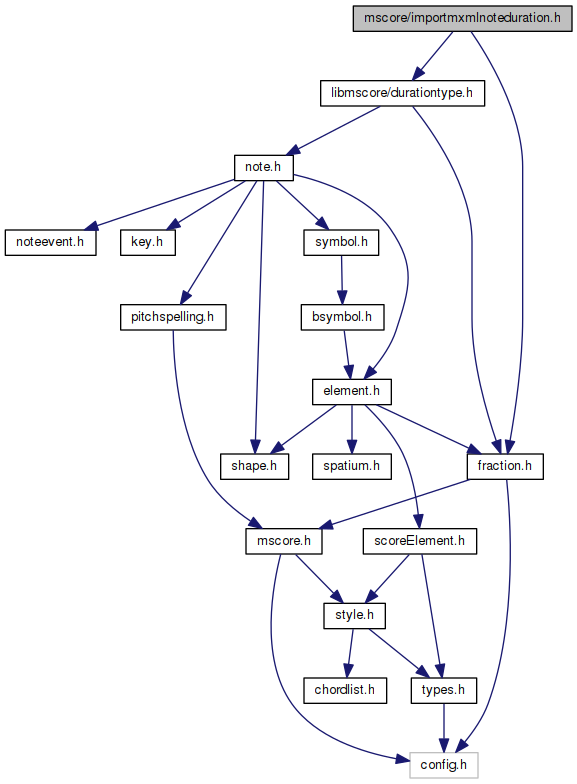 mscore/importmxmlnoteduration.h
libmscore/durationtype.h
note.h
noteevent.h
key.h
symbol.h
pitchspelling.h
bsymbol.h
element.h
shape.h
spatium.h
fraction.h
mscore.h
scoreElement.h
style.h
chordlist.h
types.h
config.h